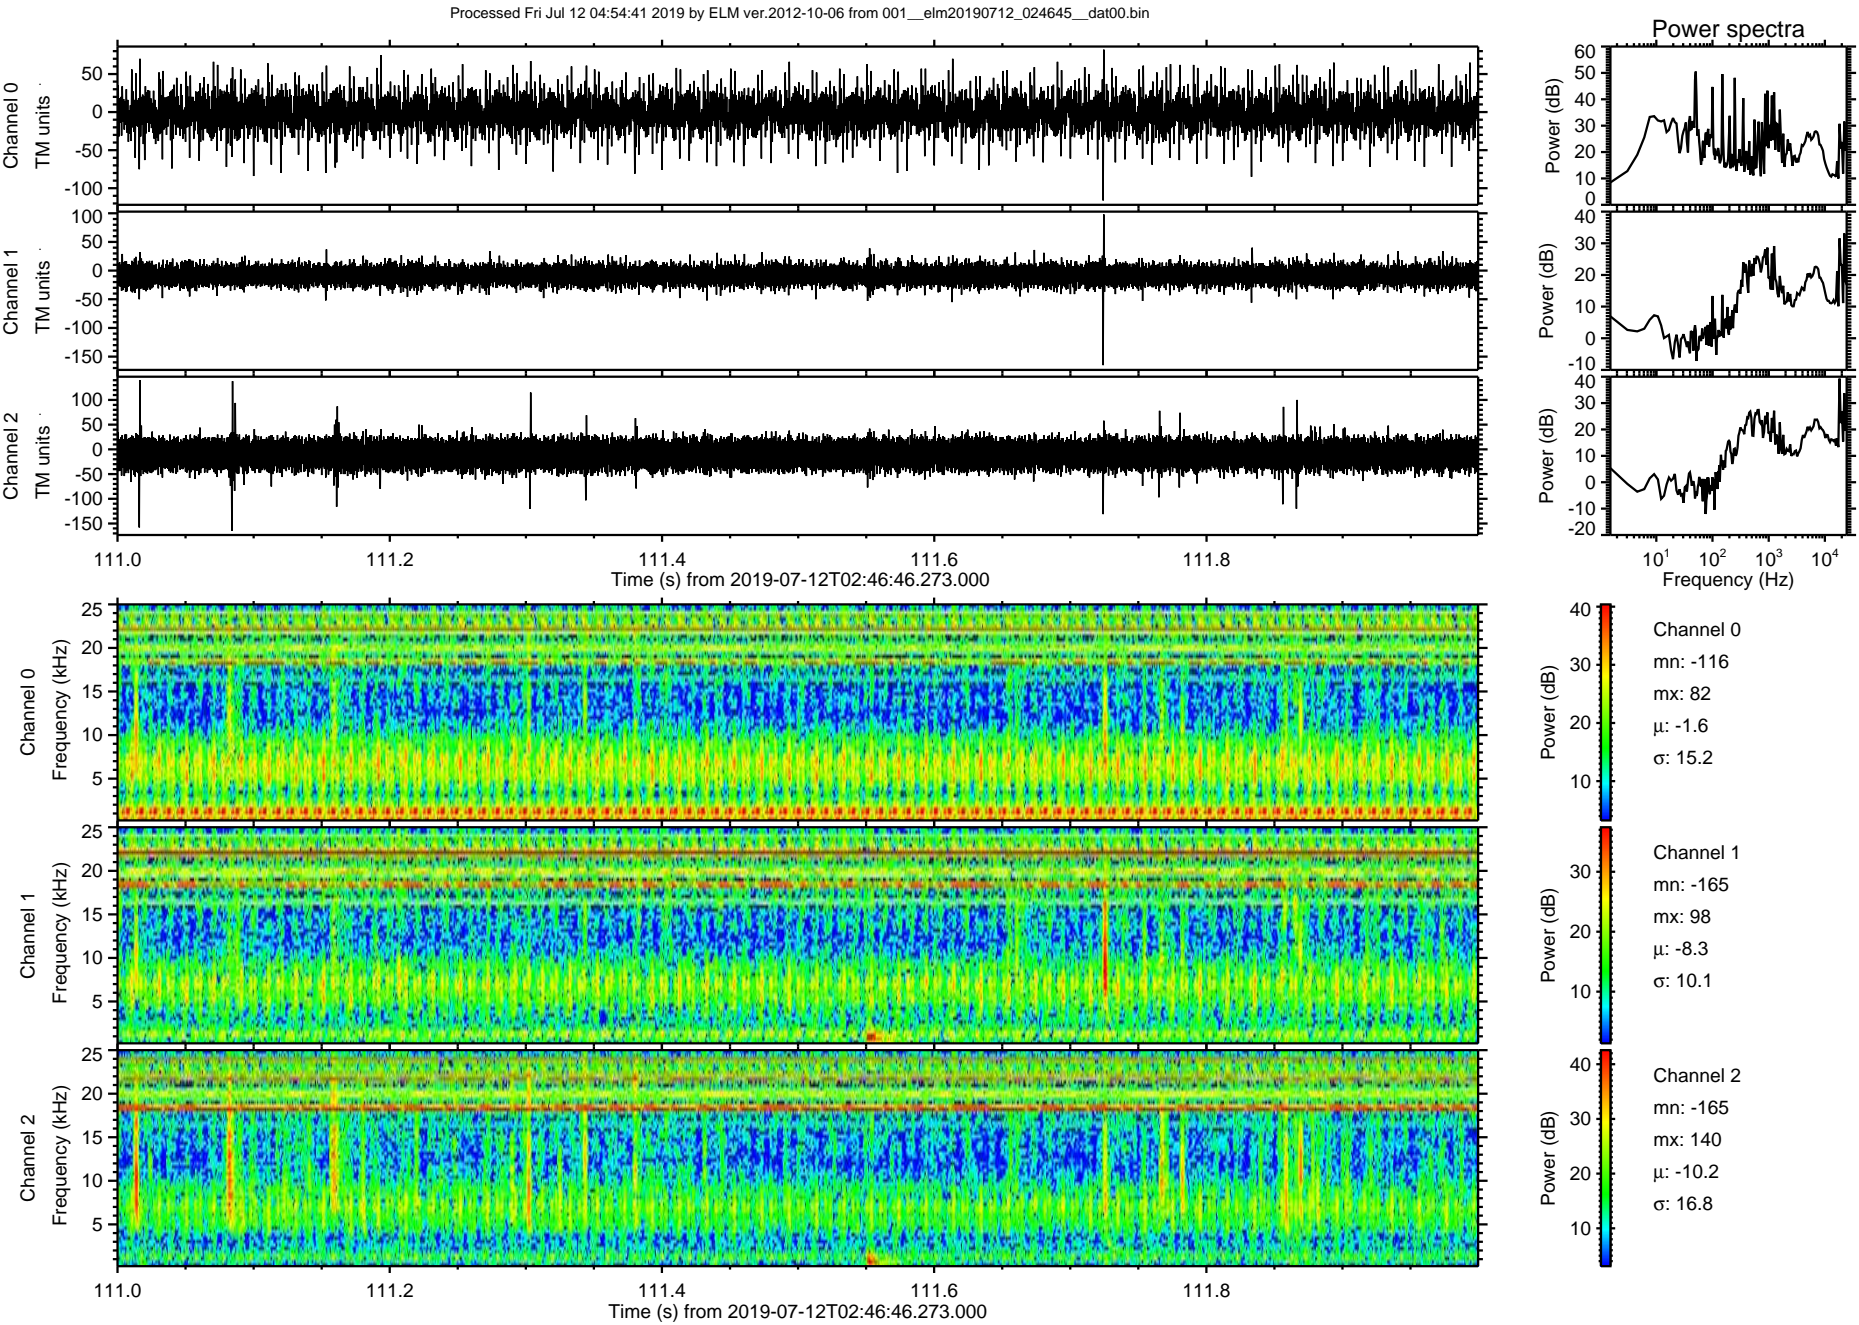 Processed Fri Jul 12 04:54:41 2019 by ELM ver.2012-10-06 from 001__elm20190712_024645__dat00.bin
Power spectra
Channel 0
TM units
50
0
-50
-100
Power (dB)
60
50
40
30
20
10
0
Channel 1
TM units
100
50
0
-50
-100
-150
Power (dB)
40
30
20
10
0
-10
Channel 2
TM units
100
50
0
-50
-100
-150
Power (dB)
40
30
20
10
0
-10
-20
111.0 111.2 111.4 111.6 111.8
Time (s) from 2019-07-12T02:46:46.273.000
10^1 10^2 10^3 10^4
Frequency (Hz)
Channel 0
Frequency (kHz)
25
20
15
10
5
Power (dB)
40
30
20
10
Channel 0
mn: -116
mx: 82
μ: -1.6
σ: 15.2
Channel 1
Frequency (kHz)
25
20
15
10
5
Power (dB)
30
20
10
Channel 1
mn: -165
mx: 98
μ: -8.3
σ: 10.1
Channel 2
Frequency (kHz)
25
20
15
10
5
Power (dB)
40
30
20
10
Channel 2
mn: -165
mx: 140
μ: -10.2
σ: 16.8
111.0 111.2 111.4 111.6 111.8
Time (s) from 2019-07-12T02:46:46.273.000